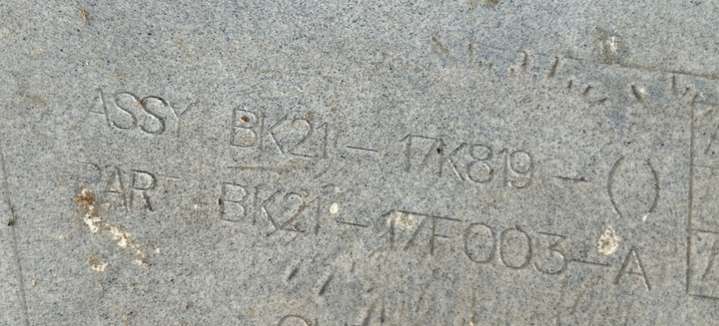 ASSY BK21-17K819-( )
PART BK21-17F003-A